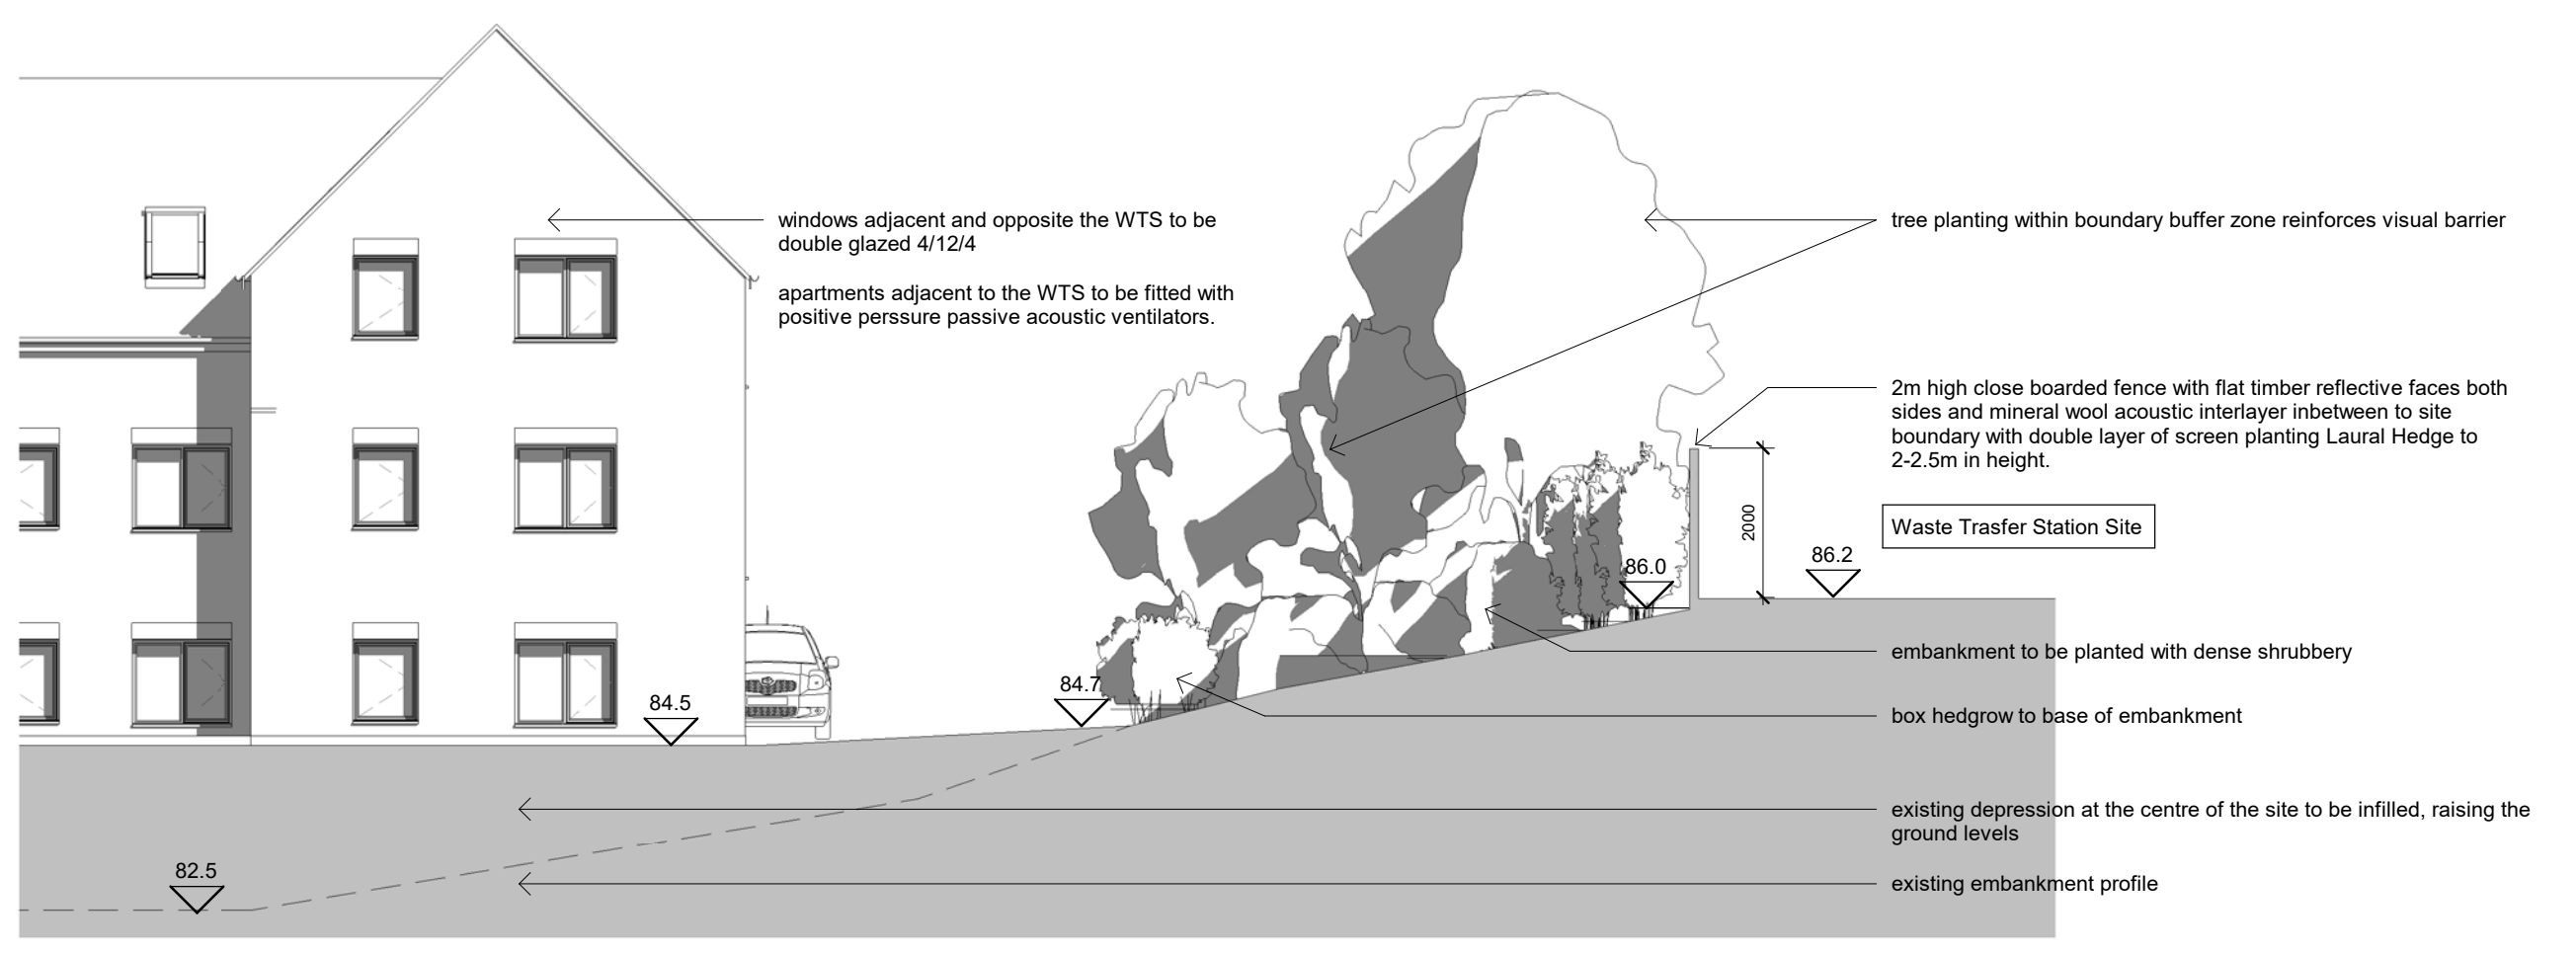 windows adjacent and opposite the WTS to be
double glazed 4/12/4
apartments adjacent to the WTS to be fitted with
positive perssure passive acoustic ventilators.
tree planting within boundary buffer zone reinforces visual barrier
2m high close boarded fence with flat timber reflective faces both
sides and mineral wool acoustic interlayer inbetween to site
boundary with double layer of screen planting Laural Hedge to
2-2.5m in height.
2000
Waste Trasfer Station Site
86.0
86.2
embankment to be planted with dense shrubbery
84.7
84.5
box hedgrow to base of embankment
existing depression at the centre of the site to be infilled, raising the
ground levels
82.5
existing embankment profile